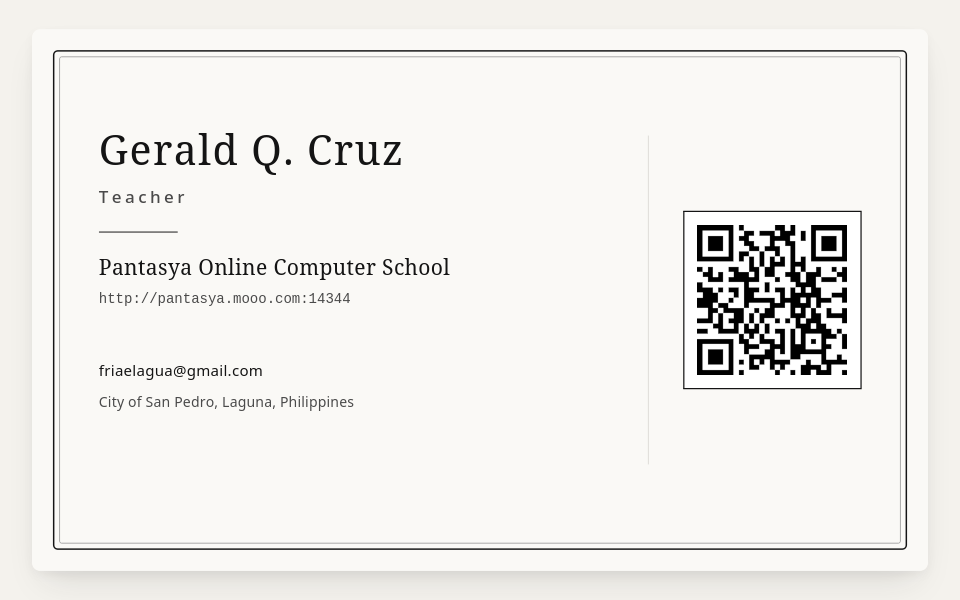 Gerald Q. Cruz
Teacher
Pantasya Online Computer School
http://pantasya.mooo.com:14344
friaelagua@gmail.com
City of San Pedro, Laguna, Philippines